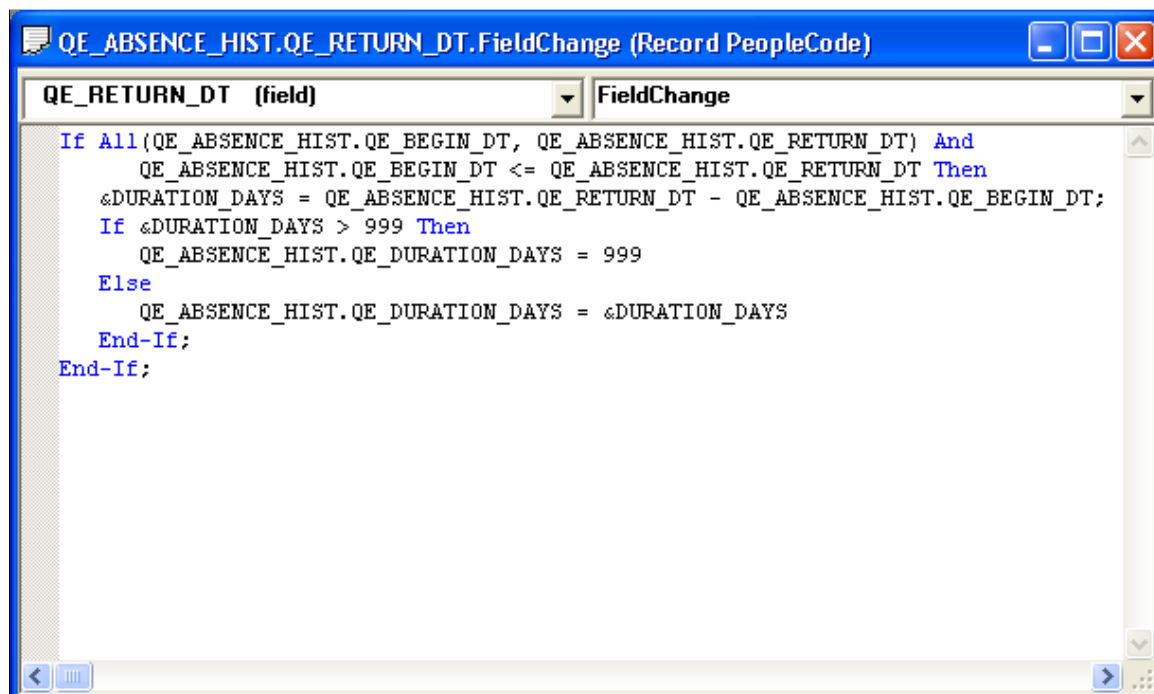 QE_ABSENCE_HIST.QE_RETURN_DT.FieldChange (Record PeopleCode)
QE_RETURN_DT (field) FieldChange
If All(QE_ABSENCE_HIST.QE_BEGIN_DT, QE_ABSENCE_HIST.QE_RETURN_DT) And
QE_ABSENCE_HIST.QE_BEGIN_DT <= QE_ABSENCE_HIST.QE_RETURN_DT Then
&DURATION_DAYS = QE_ABSENCE_HIST.QE_RETURN_DT - QE_ABSENCE_HIST.QE_BEGIN_DT;
If &DURATION_DAYS > 999 Then
QE_ABSENCE_HIST.QE_DURATION_DAYS = 999
Else
QE_ABSENCE_HIST.QE_DURATION_DAYS = &DURATION_DAYS
End-If;
End-If;